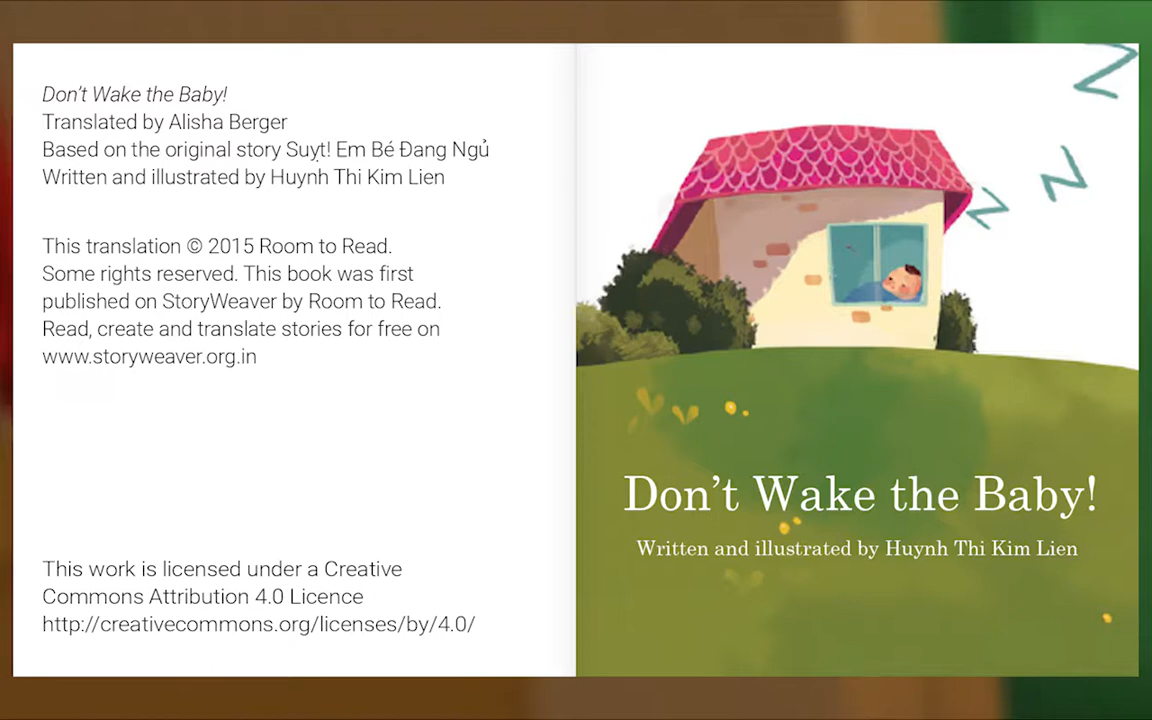 Don't Wake the Baby!
Translated by Alisha Berger
Based on the original story Suỵt! Em Bé Đang Ngủ
Written and illustrated by Huynh Thi Kim Lien
This translation © 2015 Room to Read.
Some rights reserved. This book was first
published on StoryWeaver by Room to Read.
Read, create and translate stories for free on
www.storyweaver.org.in
This work is licensed under a Creative
Commons Attribution 4.0 Licence
http://creativecommons.org/licenses/by/4.0/
Z
Z
Z
Don't Wake the Baby!
Written and illustrated by Huynh Thi Kim Lien